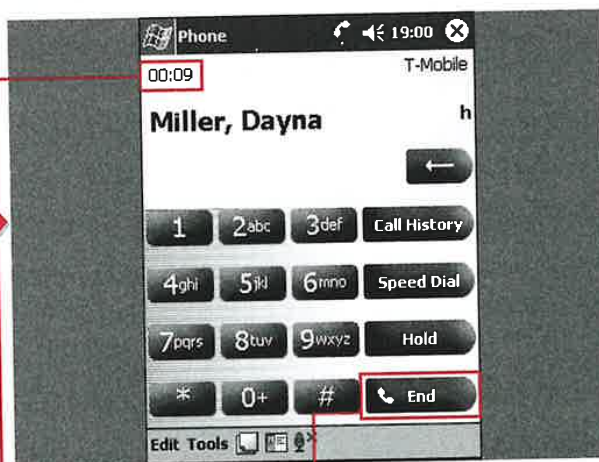 Phone 19:00
00:09 T-Mobile
Miller, Dayna h
1 2abc 3def Call History
4ghi 5jkl 6mno Speed Dial
7pqrs 8tuv 9wxyz Hold
* 0+ # End
Edit Tools